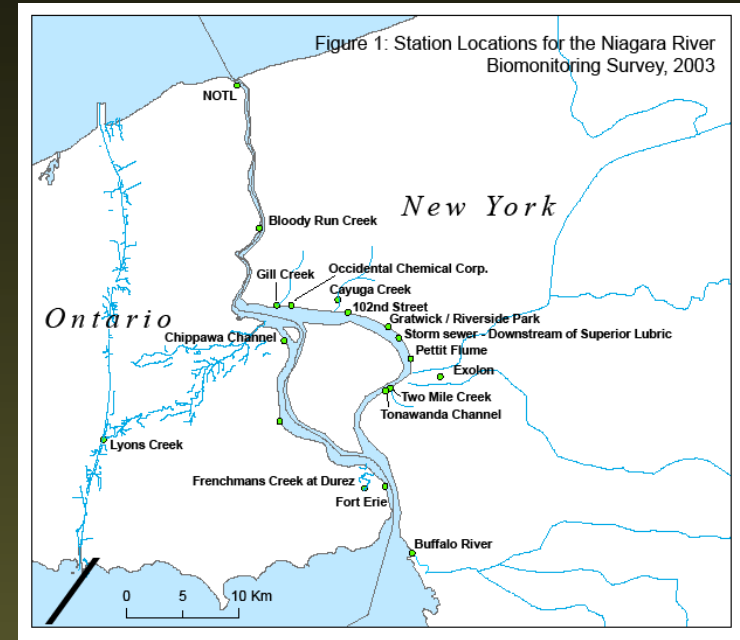 Figure 1: Station Locations for the Niagara River
Biomonitoring Survey, 2003
NOTL
New York
Bloody Run Creek
Occidental Chemical Corp.
Gill Creek
Cayuga Creek
102nd Street
Ontario
Gratwick / Riverside Park
Storm sewer - Downstream of Superior Lubric
Chippawa Channel
Pettit Flume
Exolon
Two Mile Creek
Tonawanda Channel
Lyons Creek
Frenchmans Creek at Durez
Fort Erie
Buffalo River
0 5 10 Km